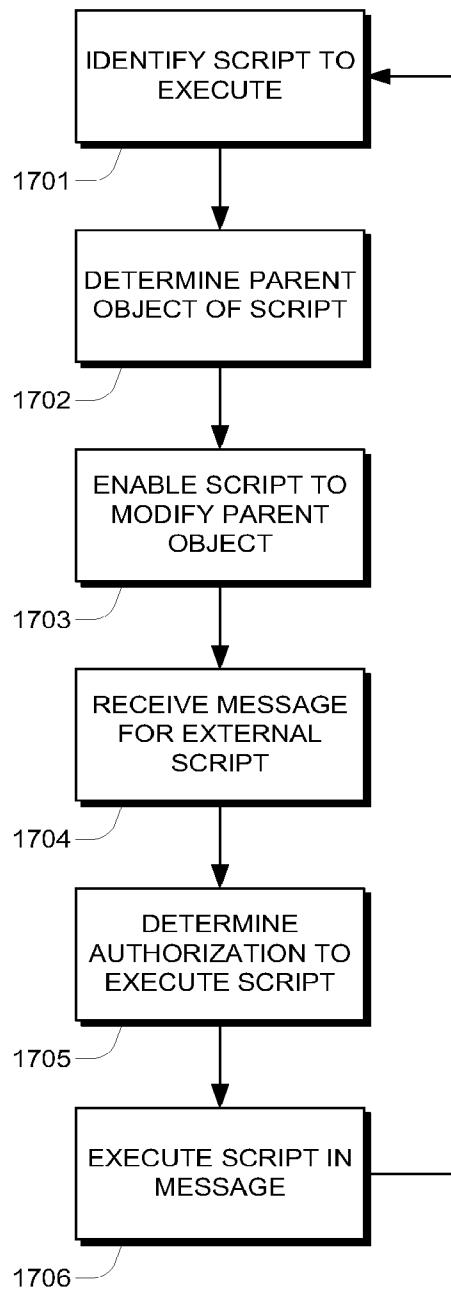 IDENTIFY SCRIPT TO
EXECUTE
1701
DETERMINE PARENT
OBJECT OF SCRIPT
1702
ENABLE SCRIPT TO
MODIFY PARENT
OBJECT
1703
RECEIVE MESSAGE
FOR EXTERNAL
SCRIPT
1704
DETERMINE
AUTHORIZATION TO
EXECUTE SCRIPT
1705
EXECUTE SCRIPT IN
MESSAGE
1706